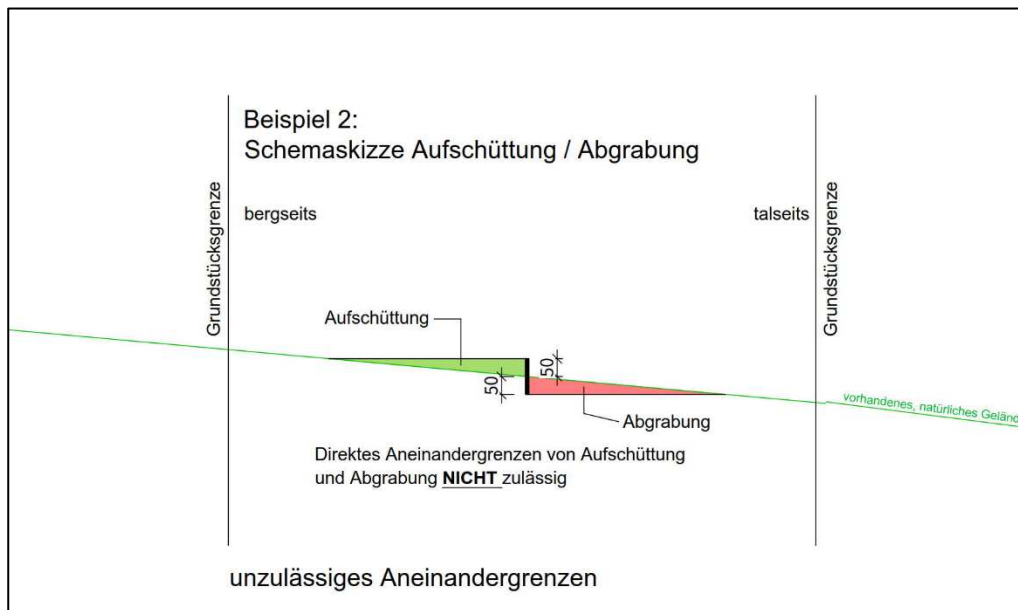 Beispiel 2:
Schemaskizze Aufschüttung / Abgrabung
Grundstücksgrenze
bergseits
talseits
Grundstücksgrenze
Aufschüttung
50
50
vorhandenes, natürliches Geländ
Abgrabung
Direktes Aneinandergrenzen von Aufschüttung
und Abgrabung NICHT zulässig
unzulässiges Aneinandergrenzen